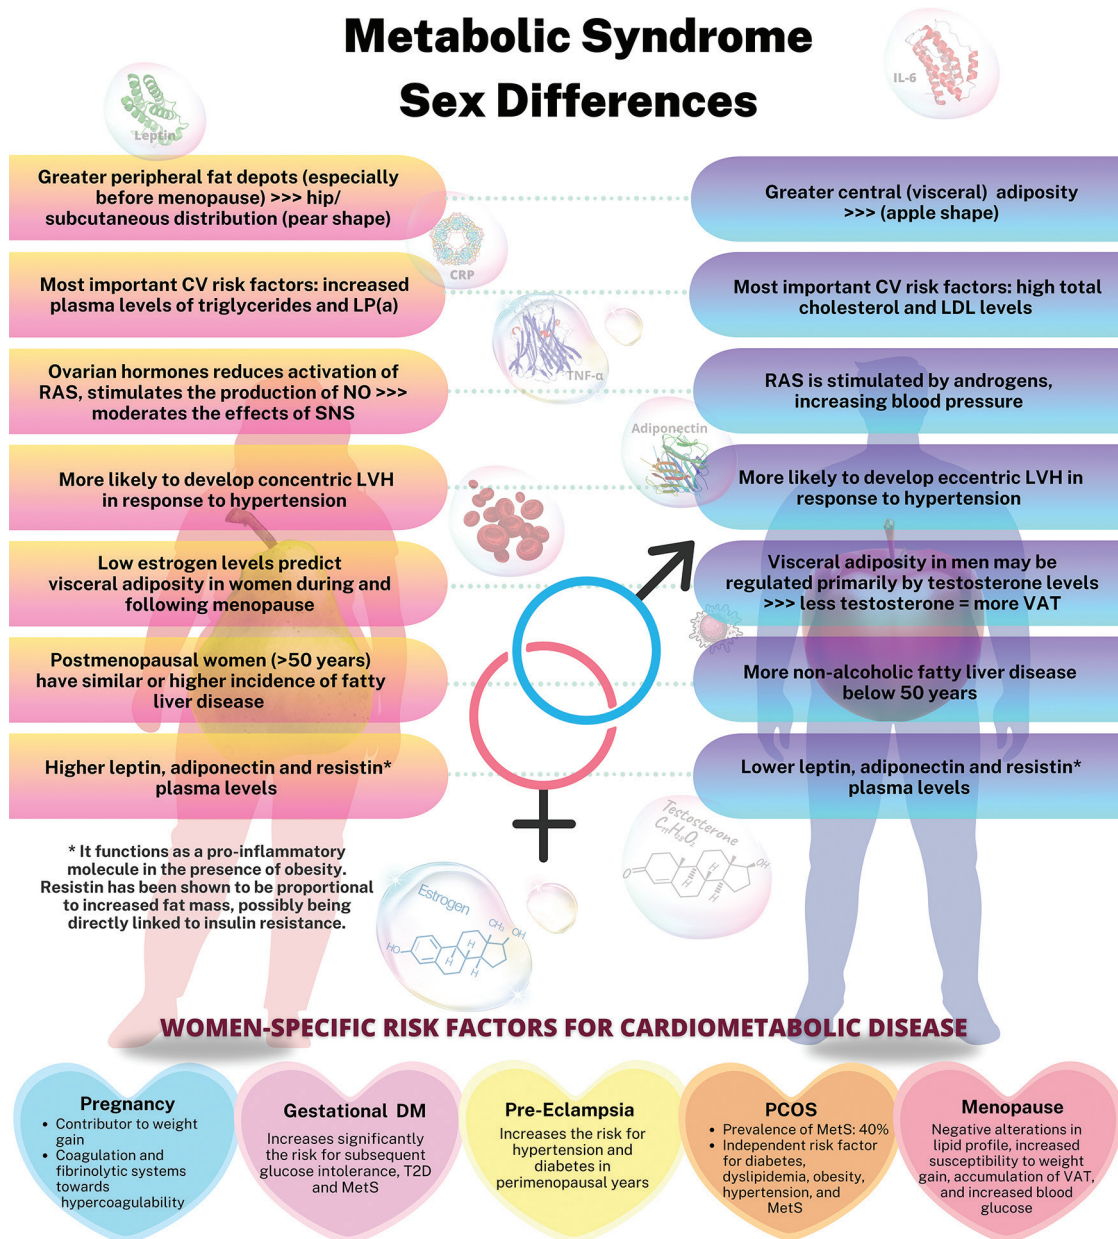 Metabolic Syndrome
Sex Differences
Leptin
IL-6
Greater peripheral fat depots (especially
before menopause) >>> hip/
subcutaneous distribution (pear shape)
Greater central (visceral) adiposity
>>> (apple shape)
CRP
Most important CV risk factors: increased
plasma levels of triglycerides and LP(a)
Most important CV risk factors: high total
cholesterol and LDL levels
TNF-α
Ovarian hormones reduces activation of
RAS, stimulates the production of NO >>>
moderates the effects of SNS
RAS is stimulated by androgens,
increasing blood pressure
Adiponectin
More likely to develop concentric LVH
in response to hypertension
More likely to develop eccentric LVH in
response to hypertension
Low estrogen levels predict
visceral adiposity in women during and
following menopause
Visceral adiposity in men may be
regulated primarily by testosterone levels
>>> less testosterone = more VAT
Postmenopausal women (>50 years)
have similar or higher incidence of fatty
liver disease
More non-alcoholic fatty liver disease
below 50 years
Higher leptin, adiponectin and resistin*
plasma levels
Lower leptin, adiponectin and resistin*
plasma levels
* It functions as a pro-inflammatory
molecule in the presence of obesity.
Resistin has been shown to be proportional
to increased fat mass, possibly being
directly linked to insulin resistance.
Testosterone
OH
O
H
H
H
Estrogen
CH₃
OH
HO
H
H
H
WOMEN-SPECIFIC RISK FACTORS FOR CARDIOMETABOLIC DISEASE
Pregnancy
• Contributor to weight
gain
• Coagulation and
fibrinolytic systems
towards
hypercoagulability
Gestational DM
Increases significantly
the risk for subsequent
glucose intolerance, T2D
and MetS
Pre-Eclampsia
Increases the risk for
hypertension and
diabetes in
perimenopausal years
PCOS
• Prevalence of MetS: 40%
• Independent risk factor
for diabetes,
dyslipidemia, obesity,
hypertension, and
MetS
Menopause
Negative alterations in
lipid profile, increased
susceptibility to weight
gain, accumulation of VAT,
and increased blood
glucose